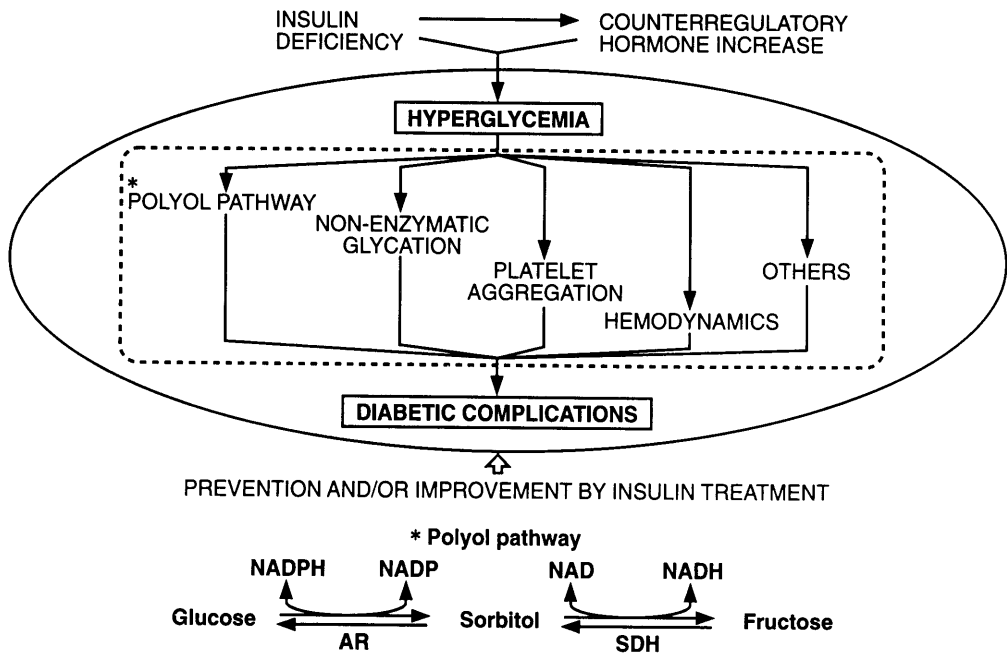 INSULIN
DEFICIENCY
COUNTERREGULATORY
HORMONE INCREASE
HYPERGLYCEMIA
*
POLYOL PATHWAY
NON-ENZYMATIC
GLYCATION
PLATELET
AGGREGATION
HEMODYNAMICS
OTHERS
DIABETIC COMPLICATIONS
PREVENTION AND/OR IMPROVEMENT BY INSULIN TREATMENT
* Polyol pathway
NADPH NADP NAD NADH
Glucose Sorbitol Fructose
AR SDH